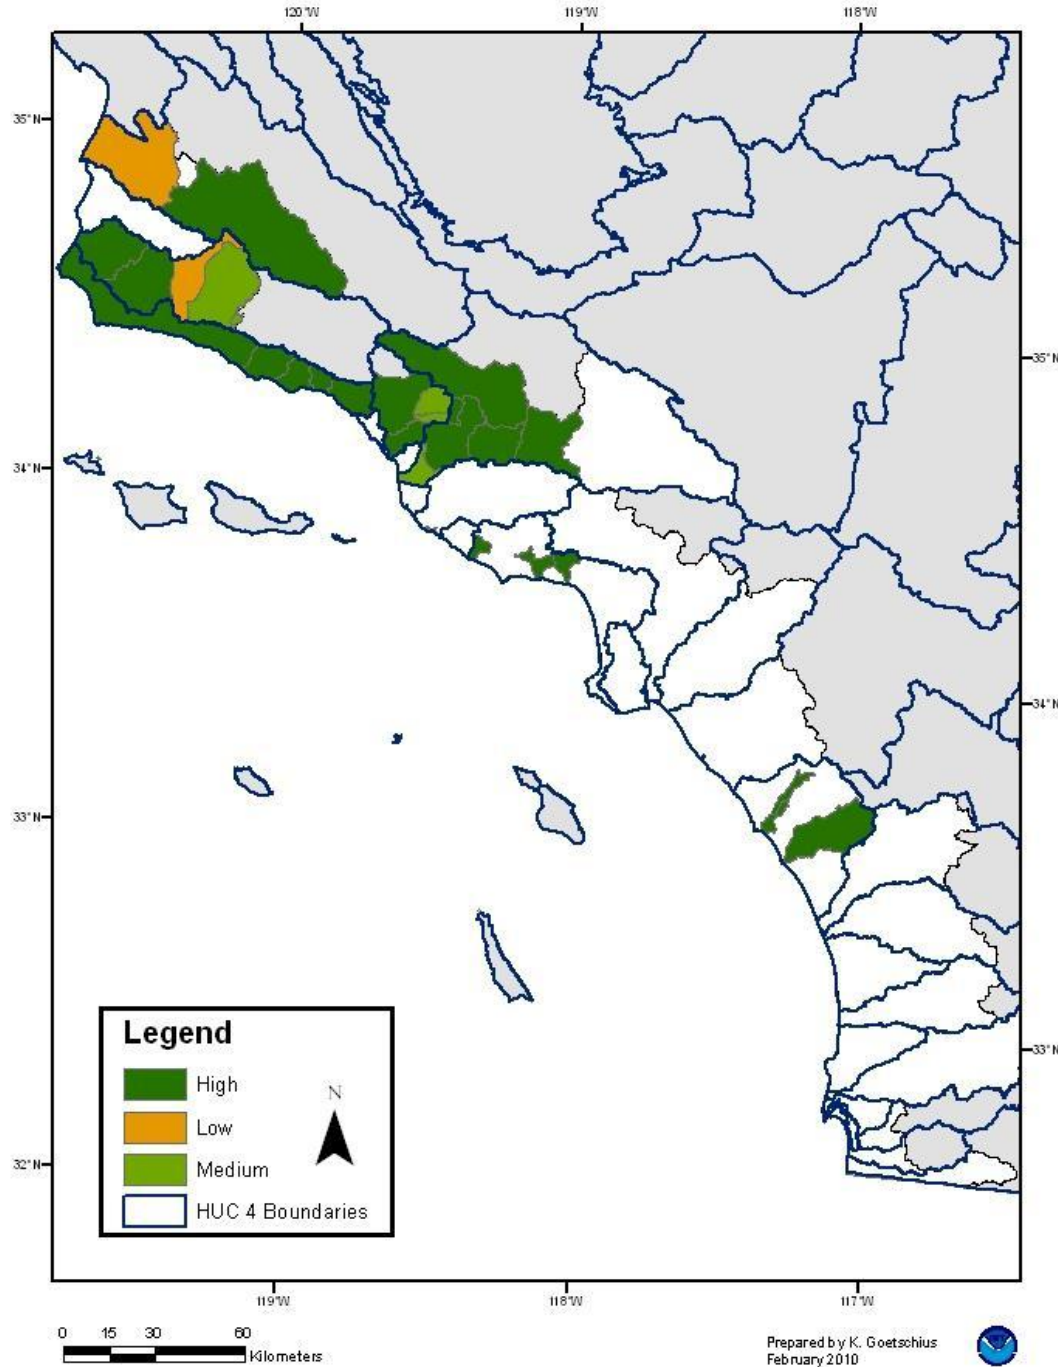 120°W 119°W 118°W
35°N
35°N
34°N
34°N
33°N
33°N
32°N
Legend
High
Low
Medium
HUC 4 Boundaries
N
119°W 118°W 117°W
0 15 30 60
Kilometers
Prepared by K. Goetschius
February 2010